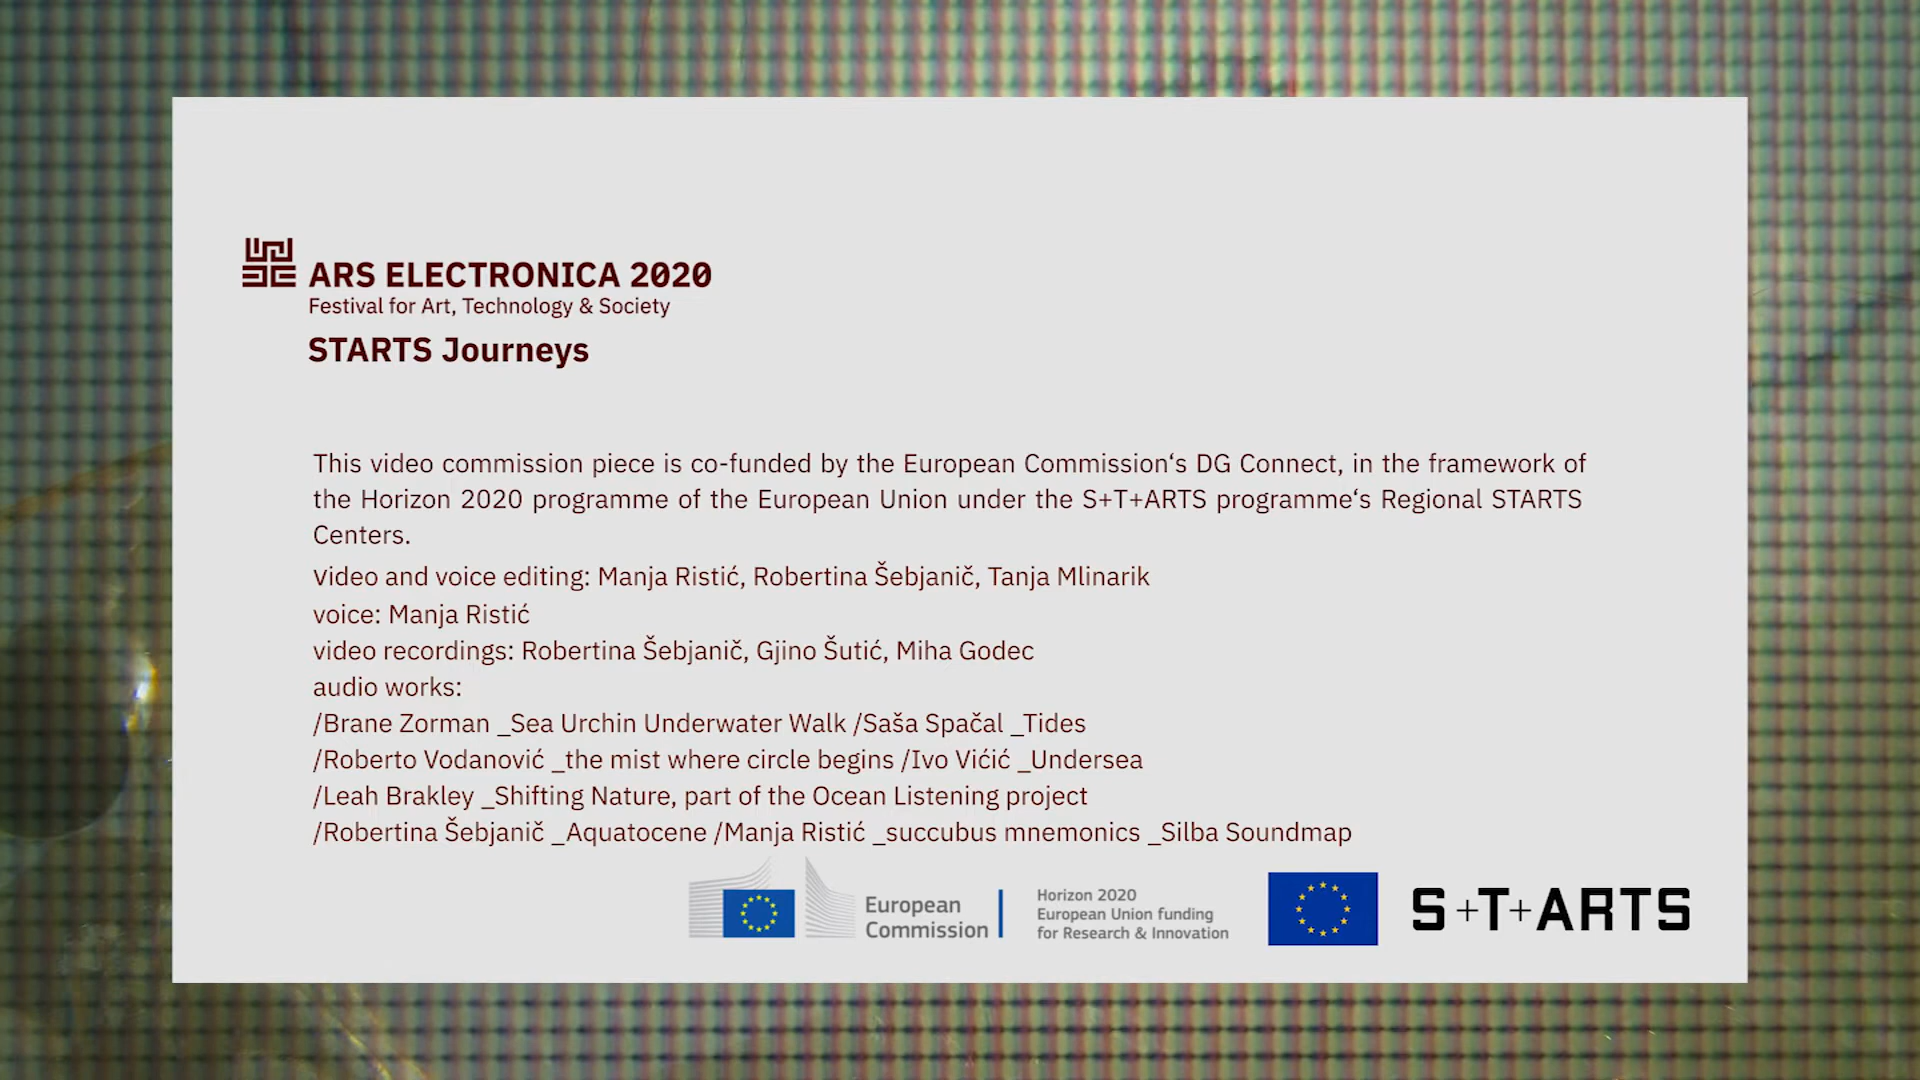 ARS ELECTRONICA 2020
Festival for Art, Technology & Society
STARTS Journeys
This video commission piece is co-funded by the European Commission‘s DG Connect, in the framework of
the Horizon 2020 programme of the European Union under the S+T+ARTS programme‘s Regional STARTS
Centers.
video and voice editing: Manja Ristić, Robertina Šebjanič, Tanja Mlinarik
voice: Manja Ristić
video recordings: Robertina Šebjanič, Gjino Šutić, Miha Godec
audio works:
/Brane Zorman _Sea Urchin Underwater Walk /Saša Spačal _Tides
/Roberto Vodanović _the mist where circle begins /Ivo Vićić _Undersea
/Leah Brakley _Shifting Nature, part of the Ocean Listening project
/Robertina Šebjanič _Aquatocene /Manja Ristić _succubus mnemonics _Silba Soundmap
European
Commission
Horizon 2020
European Union funding
for Research & Innovation
S+T+ARTS